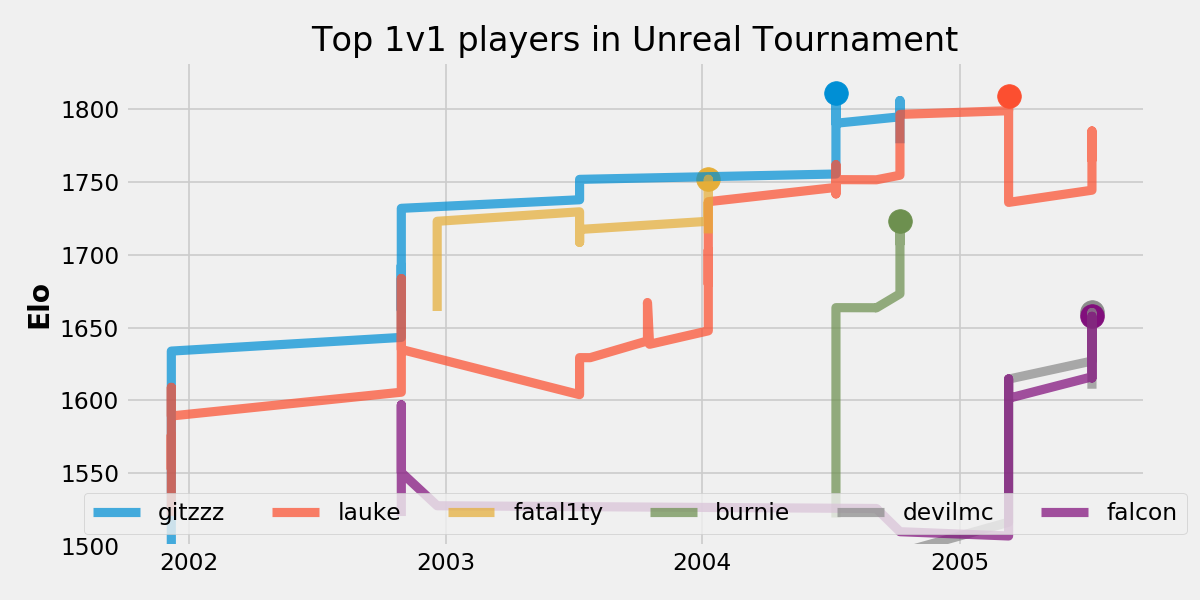 Top 1v1 players in Unreal Tournament
Elo
1800
1750
1700
1650
1600
1550
1500
gitzzz lauke fatal1ty burnie devilmc falcon
2002 2003 2004 2005